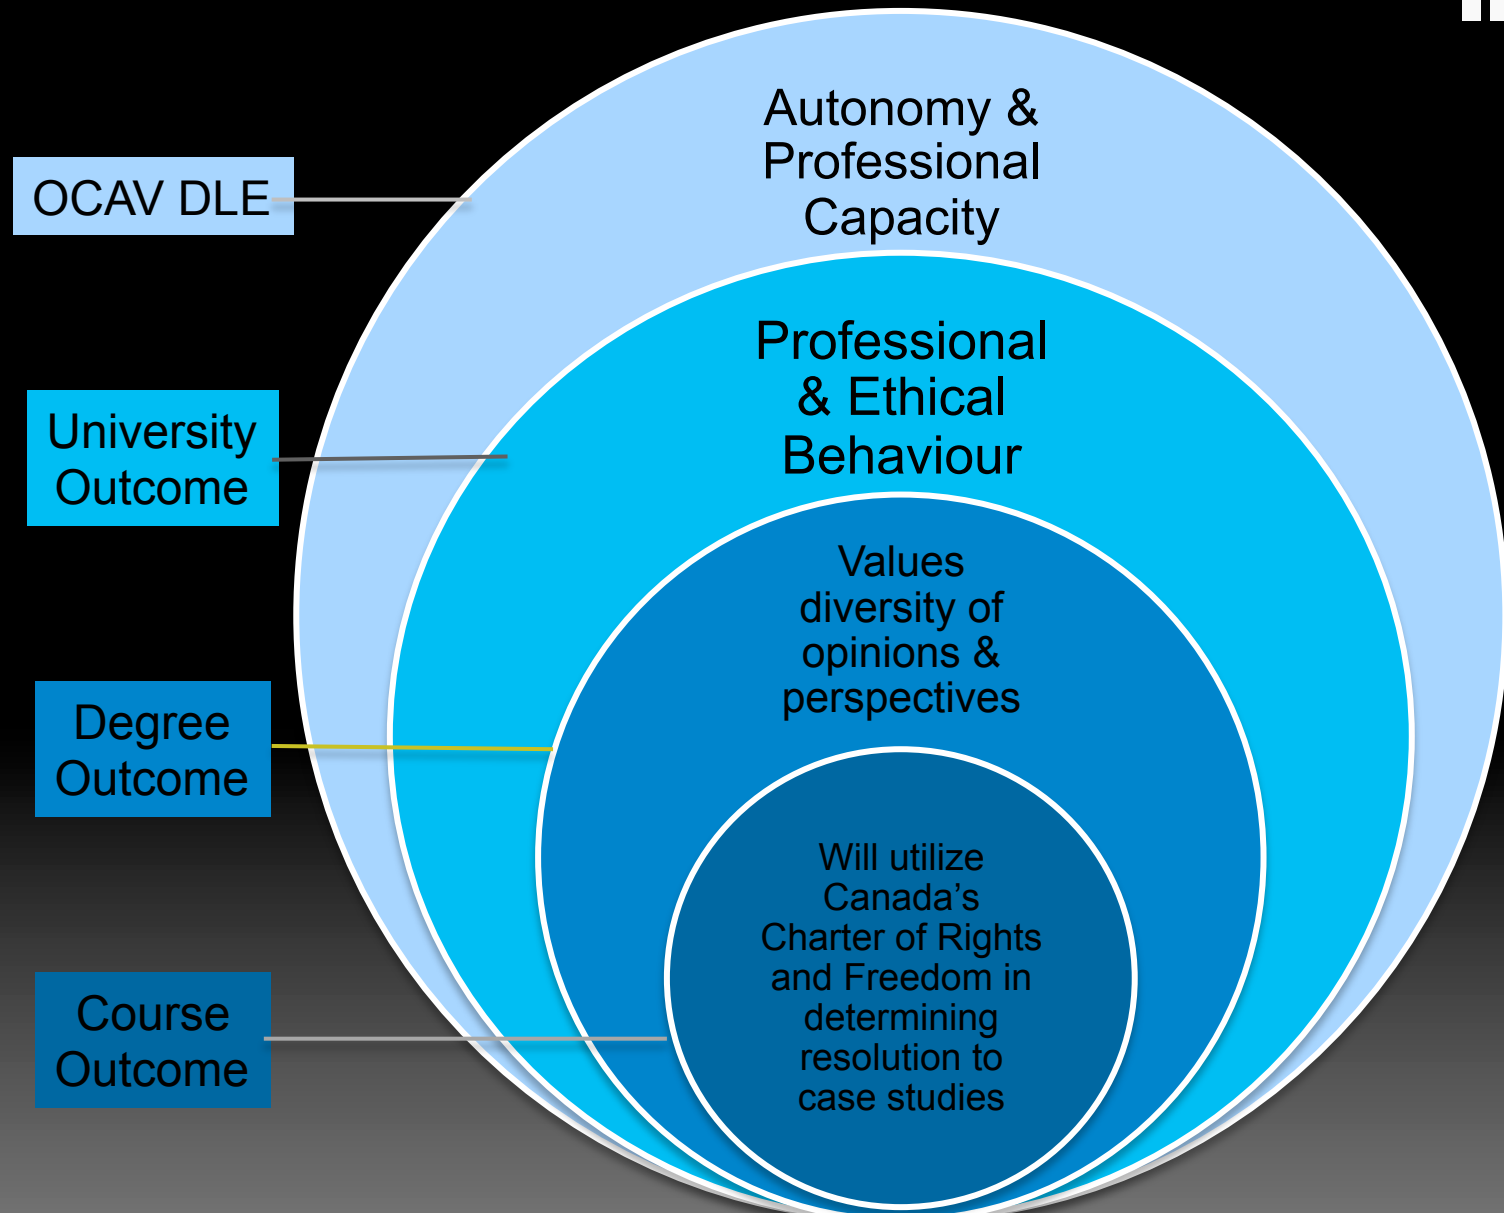 Autonomy &
Professional
Capacity
OCAV DLE
Professional
& Ethical
Behaviour
University
Outcome
Values
diversity of
opinions &
perspectives
Degree
Outcome
Will utilize
Canada’s
Charter of Rights
and Freedom in
determining
resolution to
case studies
Course
Outcome